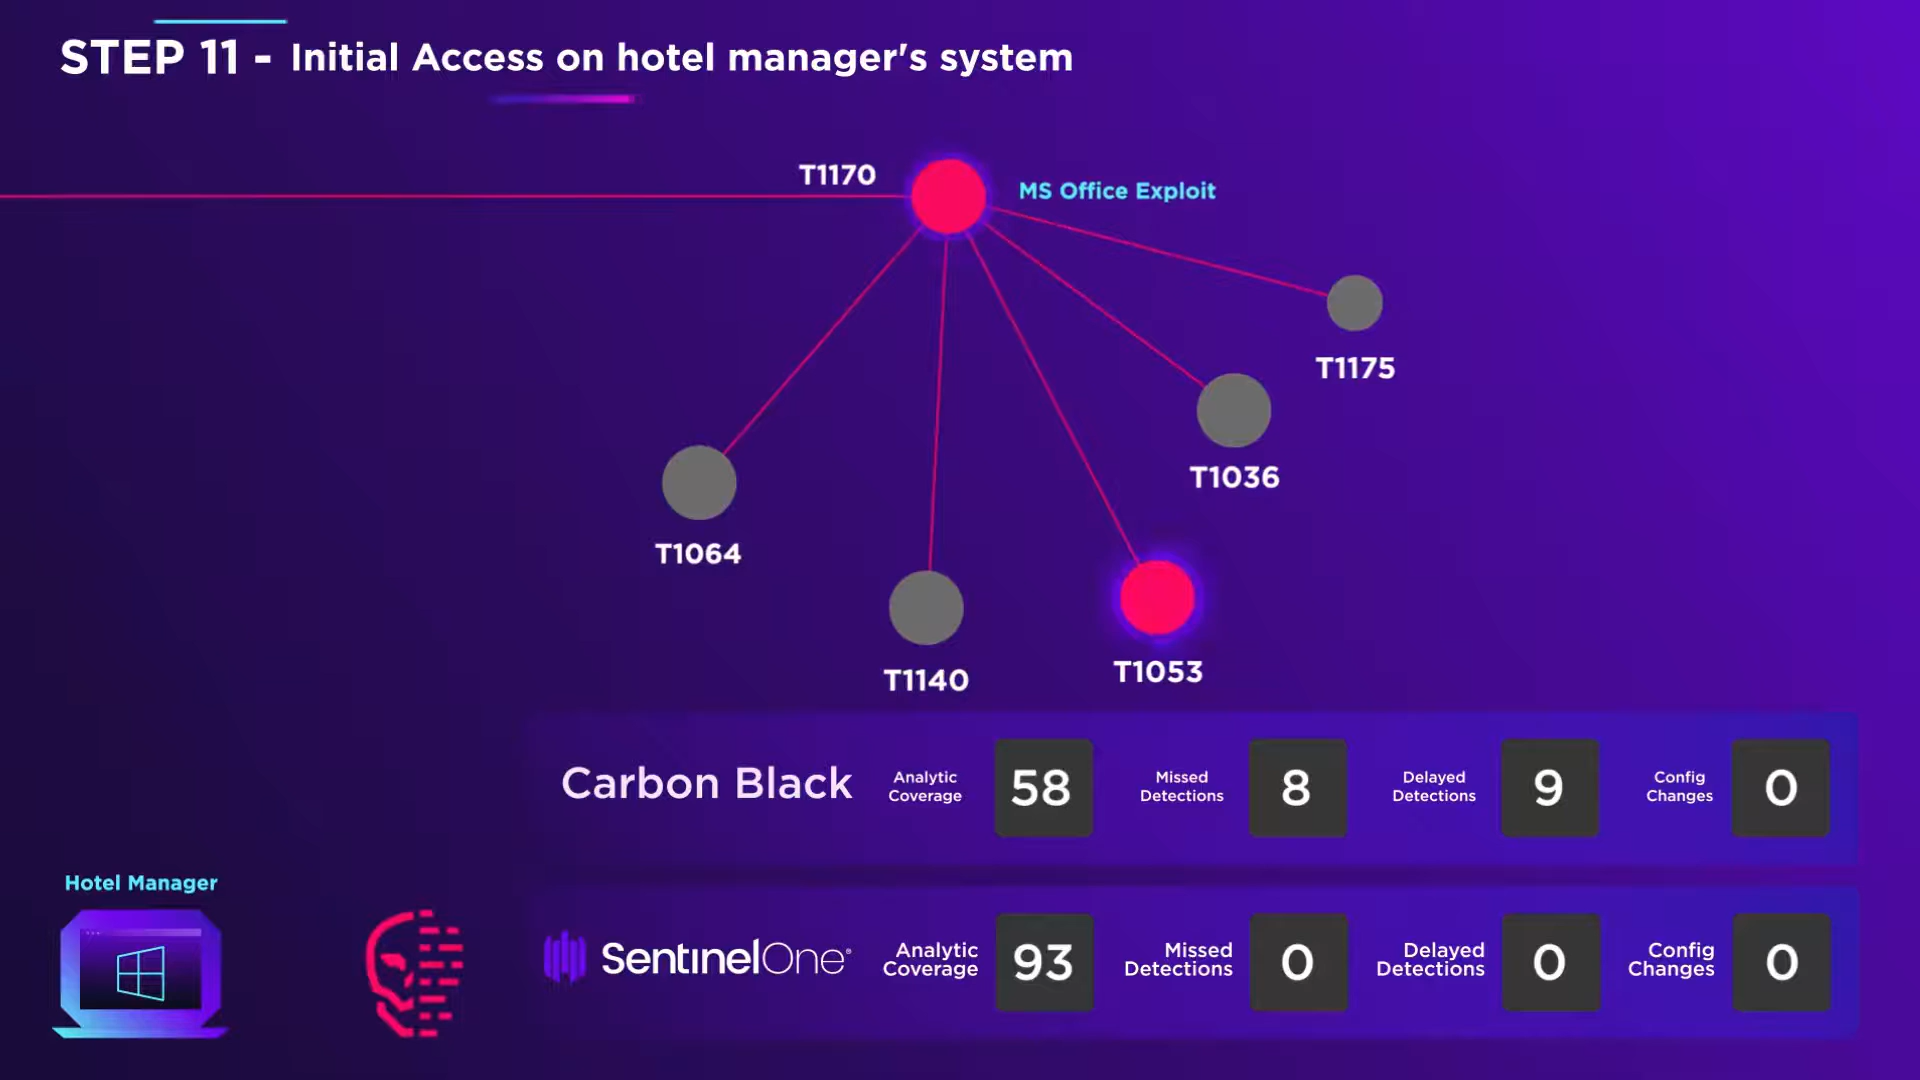 STEP 11 - Initial Access on hotel manager's system
T1170
MS Office Exploit
T1175
T1036
T1064
T1053
T1140
Carbon Black
Analytic
Coverage
58
Missed
Detections
8
Delayed
Detections
9
Config
Changes
0
Hotel Manager
SentinelOne
Analytic
Coverage
93
Missed
Detections
0
Delayed
Detections
0
Config
Changes
0